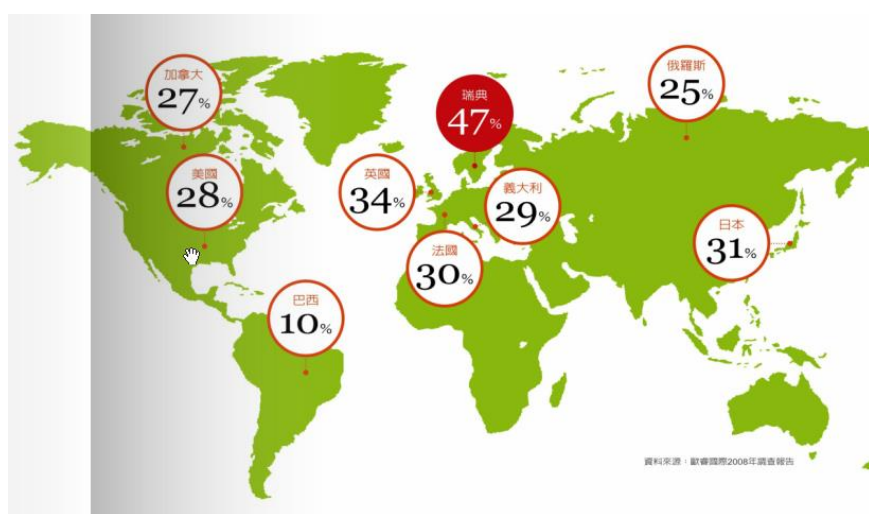 加拿大
27%
美國
28%
巴西
10%
英國
34%
瑞典
47%
法國
30%
義大利
29%
俄羅斯
25%
日本
31%
資料來源：歐睿國際2008年調查報告